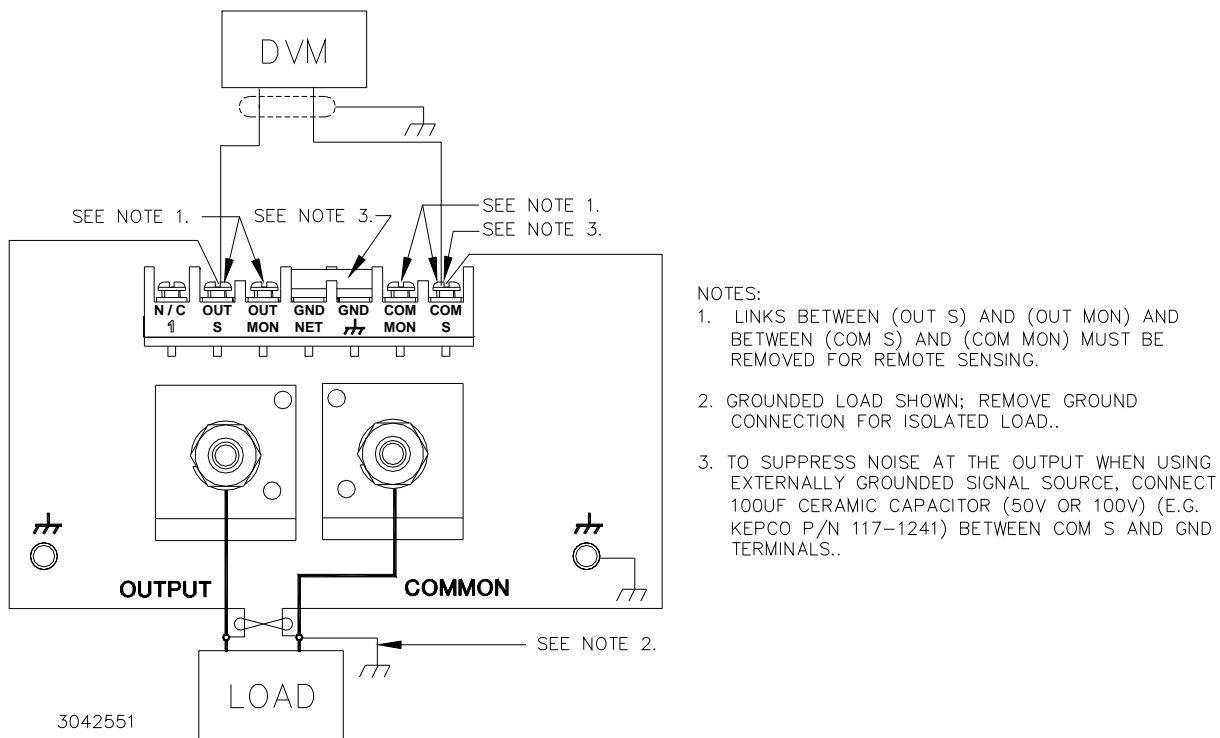 DVM
SEE NOTE 1.
SEE NOTE 3.
SEE NOTE 1.
SEE NOTE 3.
N / C
1
OUT
S
OUT
MON
GND
NET
GND
COM
MON
COM
S
OUTPUT
COMMON
SEE NOTE 2.
LOAD
3042551
NOTES:
1. LINKS BETWEEN (OUT S) AND (OUT MON) AND
BETWEEN (COM S) AND (COM MON) MUST BE
REMOVED FOR REMOTE SENSING.
2. GROUNDED LOAD SHOWN; REMOVE GROUND
CONNECTION FOR ISOLATED LOAD..
3. TO SUPPRESS NOISE AT THE OUTPUT WHEN USING
EXTERNALLY GROUNDED SIGNAL SOURCE, CONNECT
100UF CERAMIC CAPACITOR (50V OR 100V) (E.G.
KEPCO P/N 117-1241) BETWEEN COM S AND GND
TERMINALS..